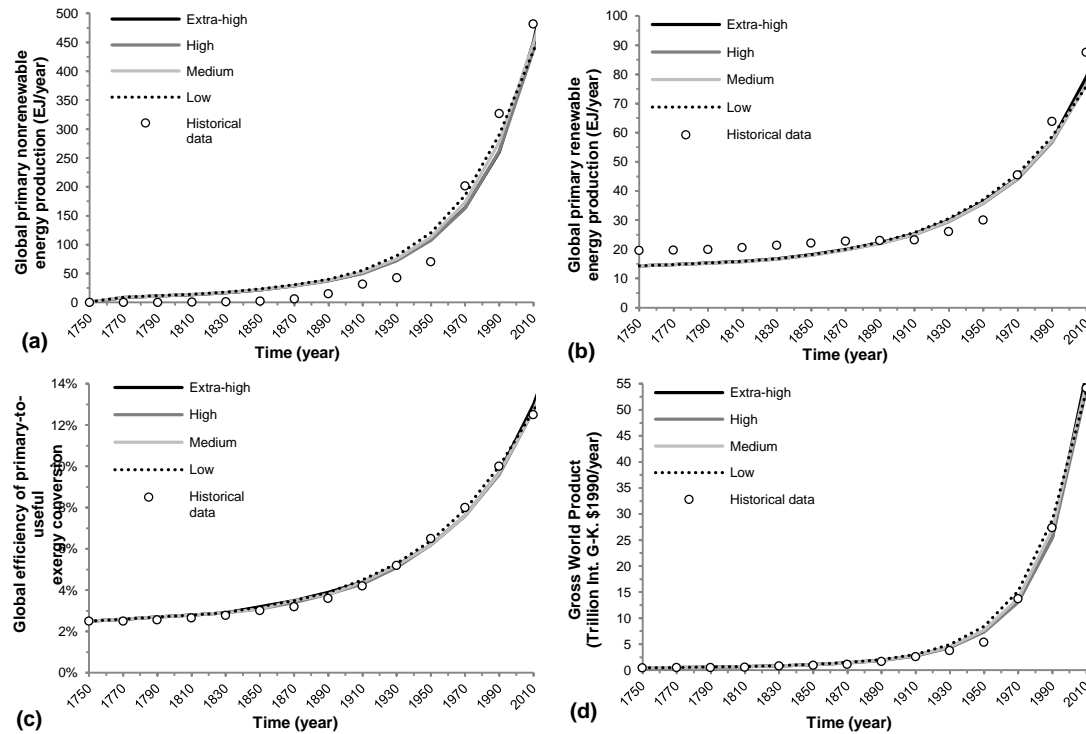 Global primary nonrenewable
energy production (EJ/year)
500
450
400
350
300
250
200
150
100
50
0
Extra-high
High
Medium
Low
Historical
data
1750
1770
1790
1810
1830
1850
1870
1890
1910
1930
1950
1970
1990
2010
(a)
Time (year)
Global primary renewable
energy production (EJ/year)
100
90
80
70
60
50
40
30
20
10
0
Extra-high
High
Medium
Low
Historical data
1750
1770
1790
1810
1830
1850
1870
1890
1910
1930
1950
1970
1990
2010
(b)
Time (year)
Global efficiency of primary-to-
useful
exergy conversion
14%
12%
10%
8%
6%
4%
2%
0%
Extra-high
High
Medium
Low
Historical
data
1750
1770
1790
1810
1830
1850
1870
1890
1910
1930
1950
1970
1990
2010
(c)
Time (year)
Gross World Product
(Trillion Int. G-K. $1990/year)
55
50
45
40
35
30
25
20
15
10
5
0
Extra-high
High
Medium
Low
Historical data
1750
1770
1790
1810
1830
1850
1870
1890
1910
1930
1950
1970
1990
2010
(d)
Time (year)